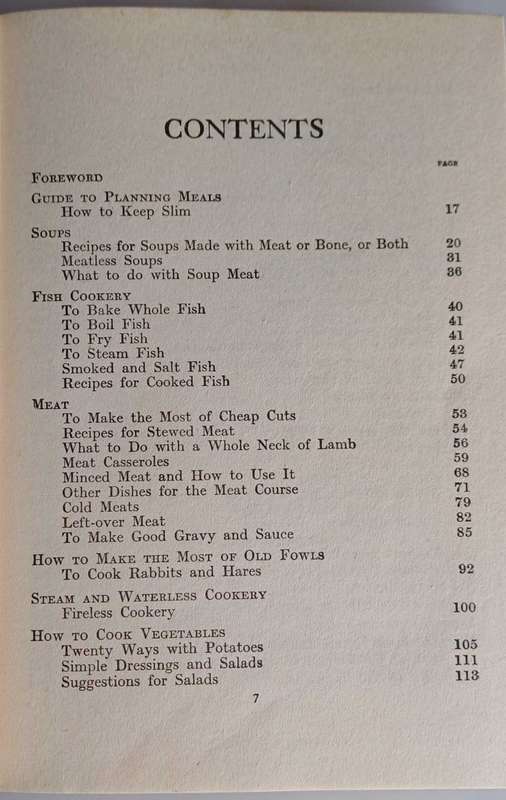 CONTENTS
PAGE
FOREWORD
GUIDE TO PLANNING MEALS
How to Keep Slim 17
SOUPS
Recipes for Soups Made with Meat or Bone, or Both 20
Meatless Soups 31
What to do with Soup Meat 36
FISH COOKERY
To Bake Whole Fish 40
To Boil Fish 41
To Fry Fish 41
To Steam Fish 42
Smoked and Salt Fish 47
Recipes for Cooked Fish 50
MEAT
To Make the Most of Cheap Cuts 53
Recipes for Stewed Meat 54
What to Do with a Whole Neck of Lamb 56
Meat Casseroles 59
Minced Meat and How to Use It 68
Other Dishes for the Meat Course 71
Cold Meats 79
Left-over Meat 82
To Make Good Gravy and Sauce 85
HOW TO MAKE THE MOST OF OLD FOWLS
To Cook Rabbits and Hares 92
STEAM AND WATERLESS COOKERY
Fireless Cookery 100
HOW TO COOK VEGETABLES
Twenty Ways with Potatoes 105
Simple Dressings and Salads 111
Suggestions for Salads 113
7